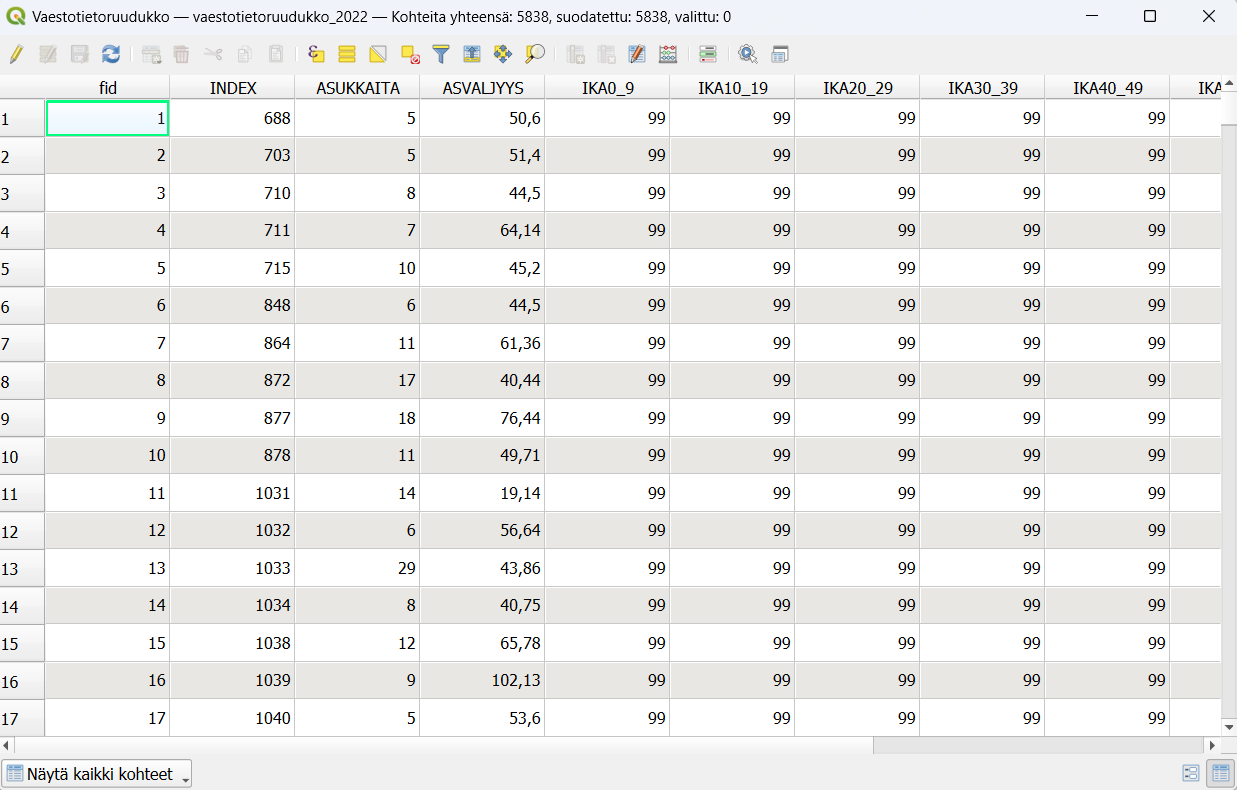 Vaestotietoruudukko — vaestotietoruudukko_2022 — Kohteita yhteensä: 5838, suodatettu: 5838, valittu: 0
fid INDEX ASUKKAITA ASVALJYYS IKA0_9 IKA10_19 IKA20_29 IKA30_39 IKA40_49 IKA
1 1 688 5 50,6 99 99 99 99 99
2 2 703 5 51,4 99 99 99 99 99
3 3 710 8 44,5 99 99 99 99 99
4 4 711 7 64,14 99 99 99 99 99
5 5 715 10 45,2 99 99 99 99 99
6 6 848 6 44,5 99 99 99 99 99
7 7 864 11 61,36 99 99 99 99 99
8 8 872 17 40,44 99 99 99 99 99
9 9 877 18 76,44 99 99 99 99 99
10 10 878 11 49,71 99 99 99 99 99
11 11 1031 14 19,14 99 99 99 99 99
12 12 1032 6 56,64 99 99 99 99 99
13 13 1033 29 43,86 99 99 99 99 99
14 14 1034 8 40,75 99 99 99 99 99
15 15 1038 12 65,78 99 99 99 99 99
16 16 1039 9 102,13 99 99 99 99 99
17 17 1040 5 53,6 99 99 99 99 99
Näytä kaikki kohteet